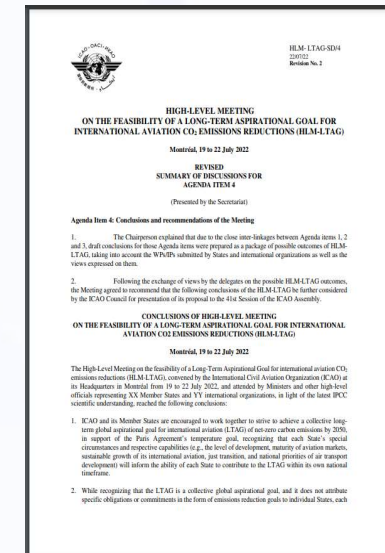 HLM-LTAG-SD/4
22/07/22
Revision No. 2
HIGH-LEVEL MEETING
ON THE FEASIBILITY OF A LONG-TERM ASPIRATIONAL GOAL FOR
INTERNATIONAL AVIATION CO₂ EMISSIONS REDUCTIONS (HLM-LTAG)
Montréal, 19 to 22 July 2022
REVISED
SUMMARY OF DISCUSSIONS FOR
AGENDA ITEM 4
(Presented by the Secretariat)
Agenda Item 4: Conclusions and recommendations of the Meeting
1. The Chairperson explained that due to the close inter-linkages between Agenda items 1, 2
and 3, draft conclusions for those Agenda items were prepared as a package of possible outcomes of HLM-
LTAG, taking into account the WPs/IPs submitted by States and international organizations as well as the
views expressed on them.
2. Following the exchange of views by the delegates on the possible HLM-LTAG outcomes,
the Meeting agreed to recommend that the following conclusions of the HLM-LTAG be further considered
by the ICAO Council for presentation of its proposal to the 41st Session of the ICAO Assembly.
CONCLUSIONS OF HIGH-LEVEL MEETING
ON THE FEASIBILITY OF A LONG-TERM ASPIRATIONAL GOAL FOR INTERNATIONAL
AVIATION CO2 EMISSIONS REDUCTIONS (HLM-LTAG)
Montréal, 19 to 22 July 2022
The High-Level Meeting on the feasibility of a Long-Term Aspirational Goal for international aviation CO₂
emissions reductions (HLM-LTAG), convened by the International Civil Aviation Organization (ICAO) at
its Headquarters in Montréal from 19 to 22 July 2022, and attended by Ministers and other high-level
officials representing XX Member States and YY international organizations, in light of the latest IPCC
scientific understanding, reached the following conclusions:
1. ICAO and its Member States are encouraged to work together to strive to achieve a collective long-
term global aspirational goal for international aviation (LTAG) of net-zero carbon emissions by 2050,
in support of the Paris Agreement's temperature goal, recognizing that each State's special
circumstances and respective capabilities (e.g., the level of development, maturity of aviation markets,
sustainable growth of its international aviation, just transition, and national priorities of air transport
development) will inform the ability of each State to contribute to the LTAG within its own national
timeframe.
2. While recognizing that the LTAG is a collective global aspirational goal, and it does not attribute
specific obligations or commitments in the form of emissions reduction goals to individual States, each